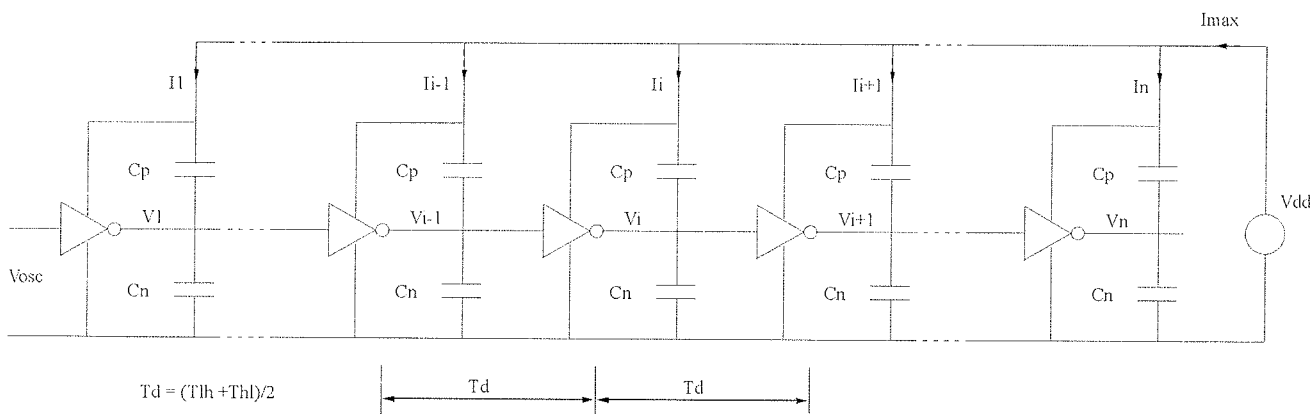 Imax
I1 Ii-1 Ii Ii+1 In
Cp Cp Cp Cp Cp
Vdd
V1 Vi-1 Vi Vi+1 Vn
Vosc
Cn Cn Cn Cn Cn
Td = (Tlh +Thl)/2 Td Td